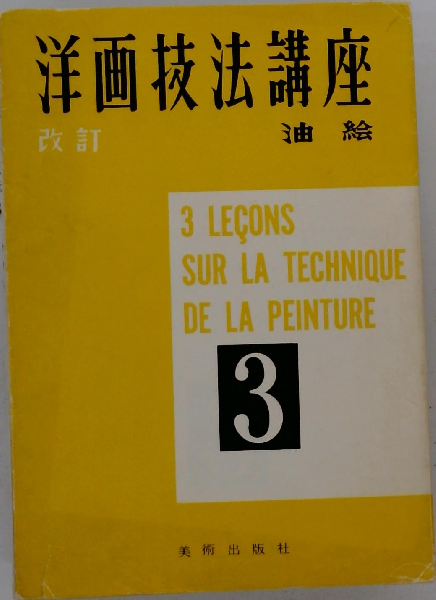 洋画技法講座
改訂 油絵
3 LEÇONS
SUR LA TECHNIQUE
DE LA PEINTURE
3
美術出版社